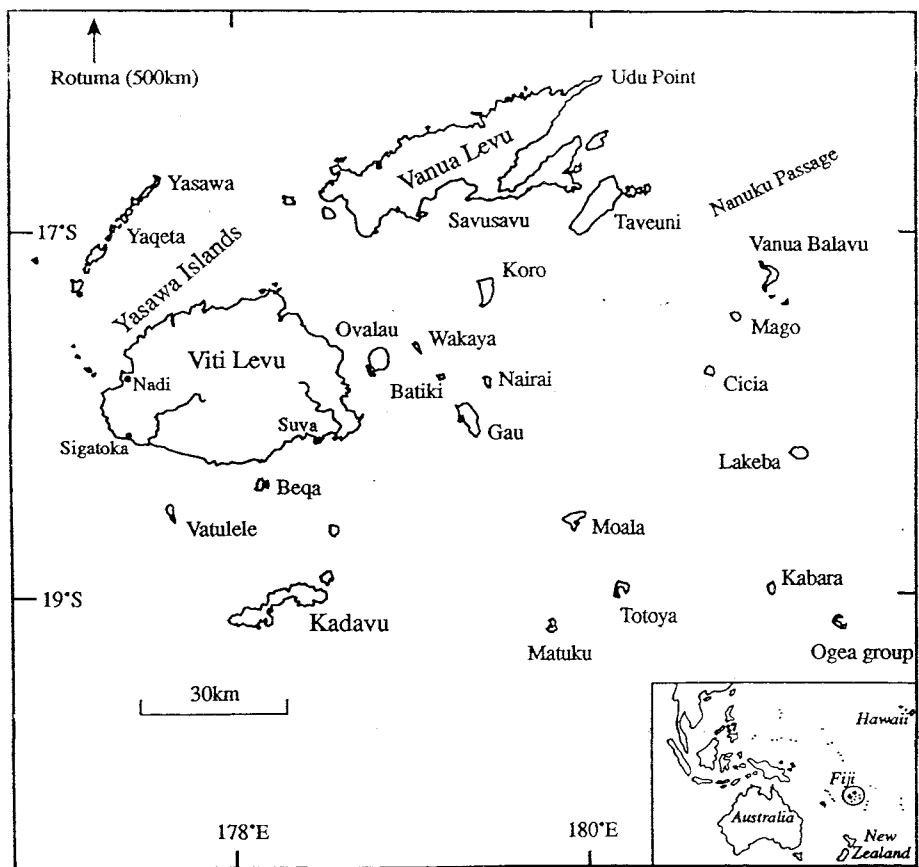 Rotuma (500km)
Udu Point
Vanua Levu
Nanuku Passage
Yasawa
Savusavu
Taveuni
17°S
Yaqeta
Vanua Balavu
Yasawa Islands
Koro
Mago
Ovalau
Wakaya
Viti Levu
Nadi
Batiki
Nairai
Cicia
Suva
Gau
Sigatoka
Lakeba
Beqa
Vatulele
Moala
Kabara
19°S
Kadavu
Totoya
Matuku
Ogea group
30km
Hawaii
Fiji
Australia
New
Zealand
178°E
180°E